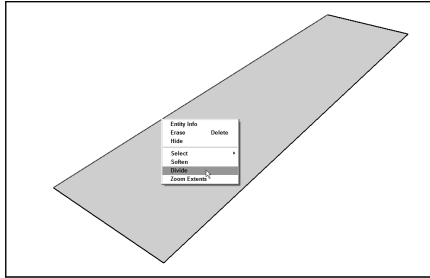 Entity Info
Erase Delete
Hide
Select
Soften
Divide
Zoom Extents